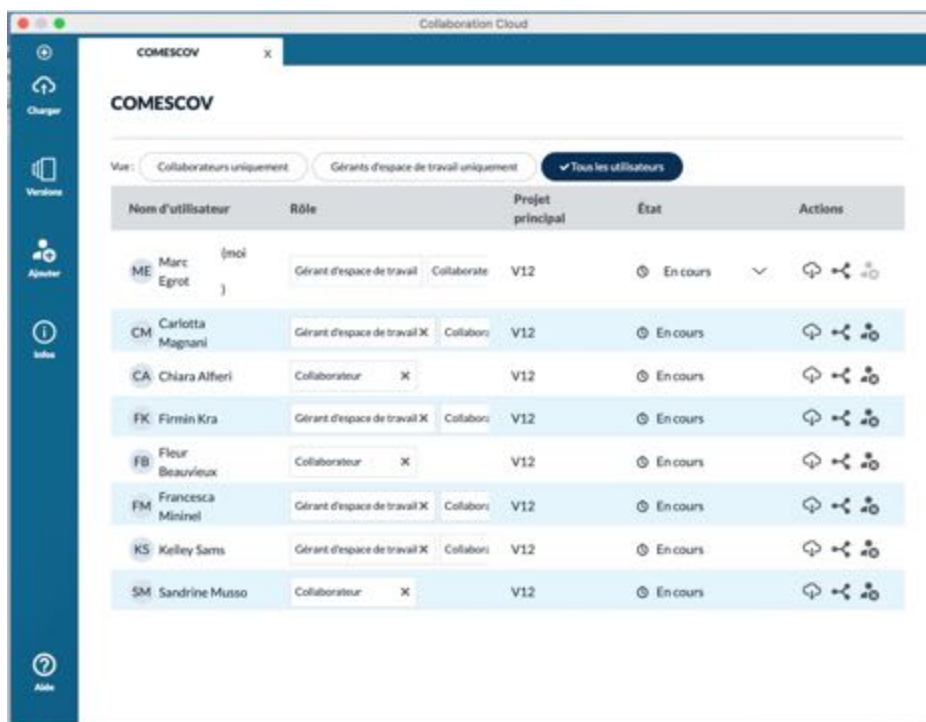 Collaboration Cloud
COMESCOV x
Charger
Versions
Ajouter
Infos
Aide
COMESCOV
Vue : Collaborateurs uniquement Gérants d'espace de travail uniquement ✓Tous les utilisateurs
Nom d'utilisateur Rôle Projet principal État Actions
ME Marc Egrot (moi) Gérant d'espace de travail Collaborate V12 En cours
CM Carlotta Magnani Gérant d'espace de travail X Collabora V12 En cours
CA Chiara Alfieri Collaborateur X V12 En cours
FK Firmin Kra Gérant d'espace de travail X Collabora V12 En cours
FB Fleur Beauvieux Collaborateur X V12 En cours
FM Francesca Mininel Gérant d'espace de travail X Collabora V12 En cours
KS Kelley Sams Gérant d'espace de travail X Collabora V12 En cours
SM Sandrine Musso Collaborateur X V12 En cours